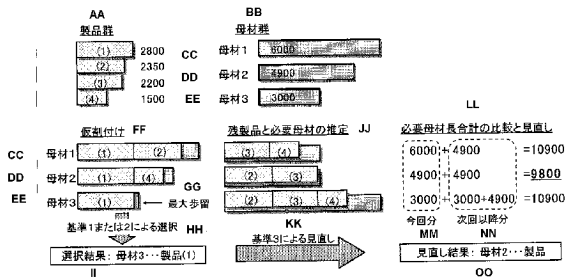 AA
製品群
(1) 2800
(2) 2350
(3) 2200
(4) 1500
BB
母材群
CC 母材1 6000
DD 母材2 4900
EE 母材3 3000
仮割付け FF
CC 母材1 (1) (2)
DD 母材2 (1) (4)
GG
EE 母材3 (1)
最大歩留
基準1または2による選択 HH
選択結果: 母材3…製品(1)
II
残製品と必要母材の推定 JJ
(3) (4)
(2) (3)
(2) (3) (4)
KK
基準3による見直し
LL
必要母材長合計の比較と見直し
6000 + 4900 =10900
4900 + 4900 =9800
3000 + 3000+4900 =10900
今回分 次回以降分
MM NN
見直し結果: 母材2…製品
OO